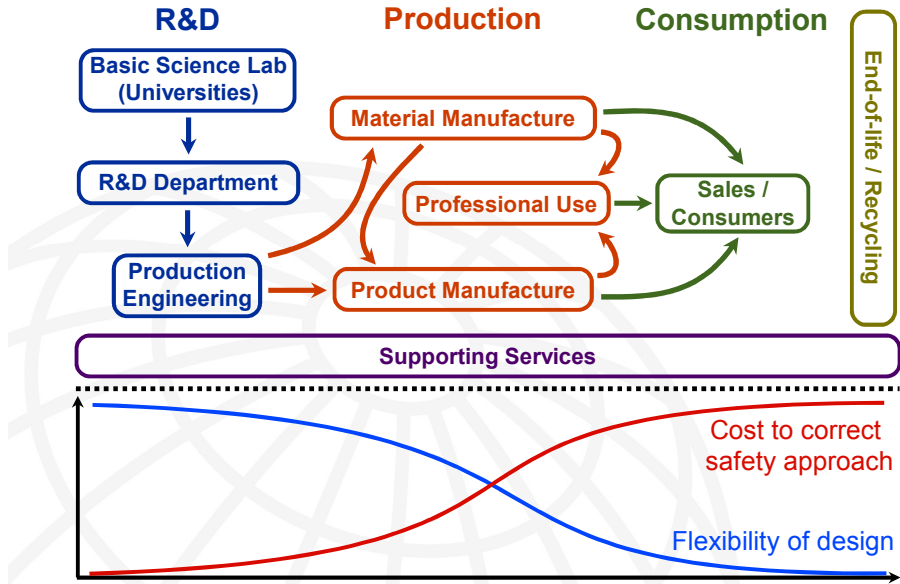 R&D
Production
Consumption
Basic Science Lab
(Universities)
R&D Department
Production
Engineering
Material Manufacture
Professional Use
Product Manufacture
Sales /
Consumers
End-of-life / Recycling
Supporting Services
Cost to correct
safety approach
Flexibility of design